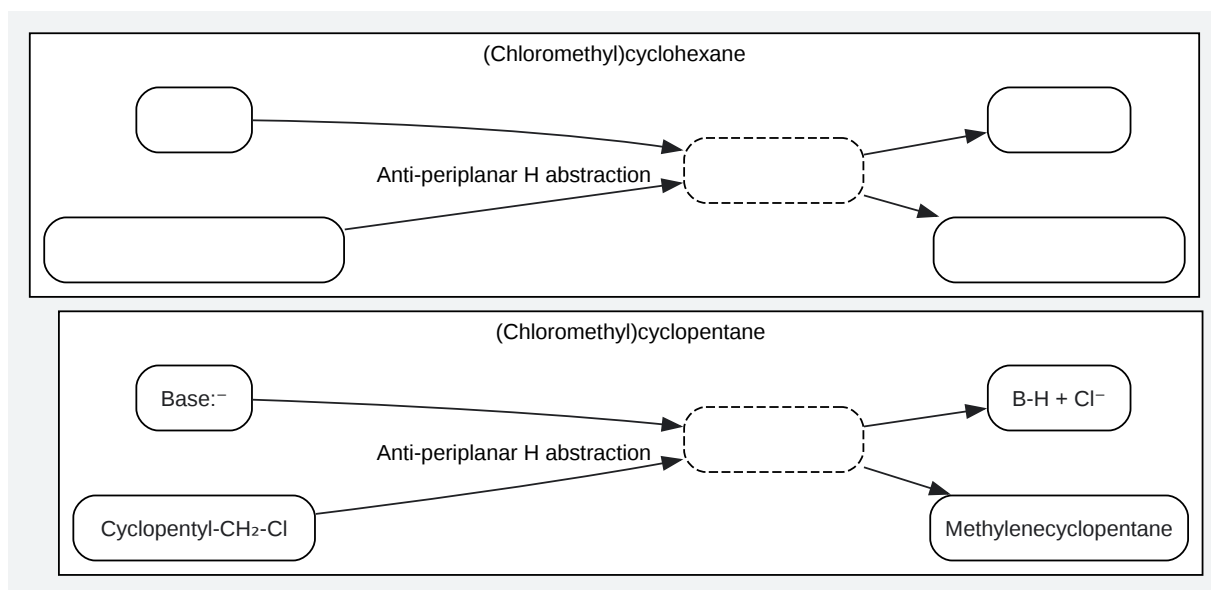 (Chloromethyl)cyclohexane
Anti-periplanar H abstraction
(Chloromethyl)cyclopentane
Base:⁻
B-H + Cl⁻
Anti-periplanar H abstraction
Cyclopentyl-CH₂-Cl
Methylenecyclopentane